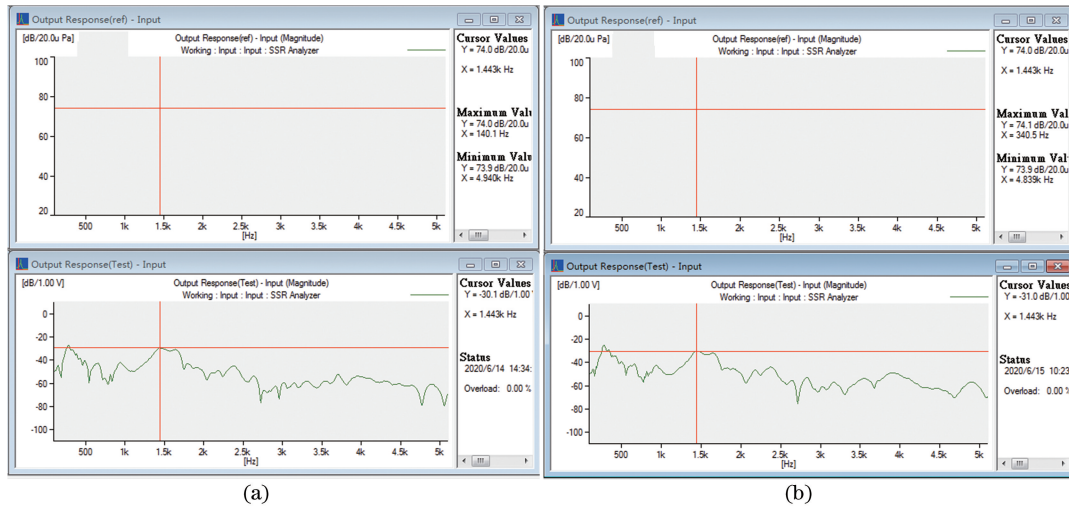 Output Response(ref) - Input
[dB/20.0u Pa]
Output Response(ref) - Input (Magnitude)
Working : Input : Input : SSR Analyzer
100
80
60
40
20
500
1k
1.5k
2k
2.5k
3k
3.5k
4k
4.5k
5k
[Hz]
Cursor Values
Y = 74.0 dB/20.0u
X = 1.443k Hz
Maximum Valu
Y = 74.0 dB/20.0u
X = 140.1 Hz
Minimum Valu
Y = 73.9 dB/20.0u
X = 4.940k Hz
Output Response(ref) - Input
[dB/20.0u Pa]
Output Response(ref) - Input (Magnitude)
Working : Input : Input : SSR Analyzer
100
80
60
40
20
500
1k
1.5k
2k
2.5k
3k
3.5k
4k
4.5k
5k
[Hz]
Cursor Values
Y = 74.0 dB/20.0u
X = 1.443k Hz
Maximum Valu
Y = 74.1 dB/20.0u
X = 340.5 Hz
Minimum Valu
Y = 73.9 dB/20.0u
X = 4.839k Hz
Output Response(Test) - Input
[dB/1.00 V]
Output Response(Test) - Input (Magnitude)
Working : Input : Input : SSR Analyzer
0
-20
-40
-60
-80
-100
500
1k
1.5k
2k
2.5k
3k
3.5k
4k
4.5k
5k
[Hz]
Cursor Values
Y = -30.1 dB/1.00
X = 1.443k Hz
Status
2020/6/14 14:34:
Overload: 0.00 %
Output Response(Test) - Input
[dB/1.00 V]
Output Response(Test) - Input (Magnitude)
Working : Input : Input : SSR Analyzer
0
-20
-40
-60
-80
-100
500
1k
1.5k
2k
2.5k
3k
3.5k
4k
4.5k
5k
[Hz]
Cursor Values
Y = -31.0 dB/1.00
X = 1.443k Hz
Status
2020/6/15 10:23
Overload: 0.00 %
(a)
(b)